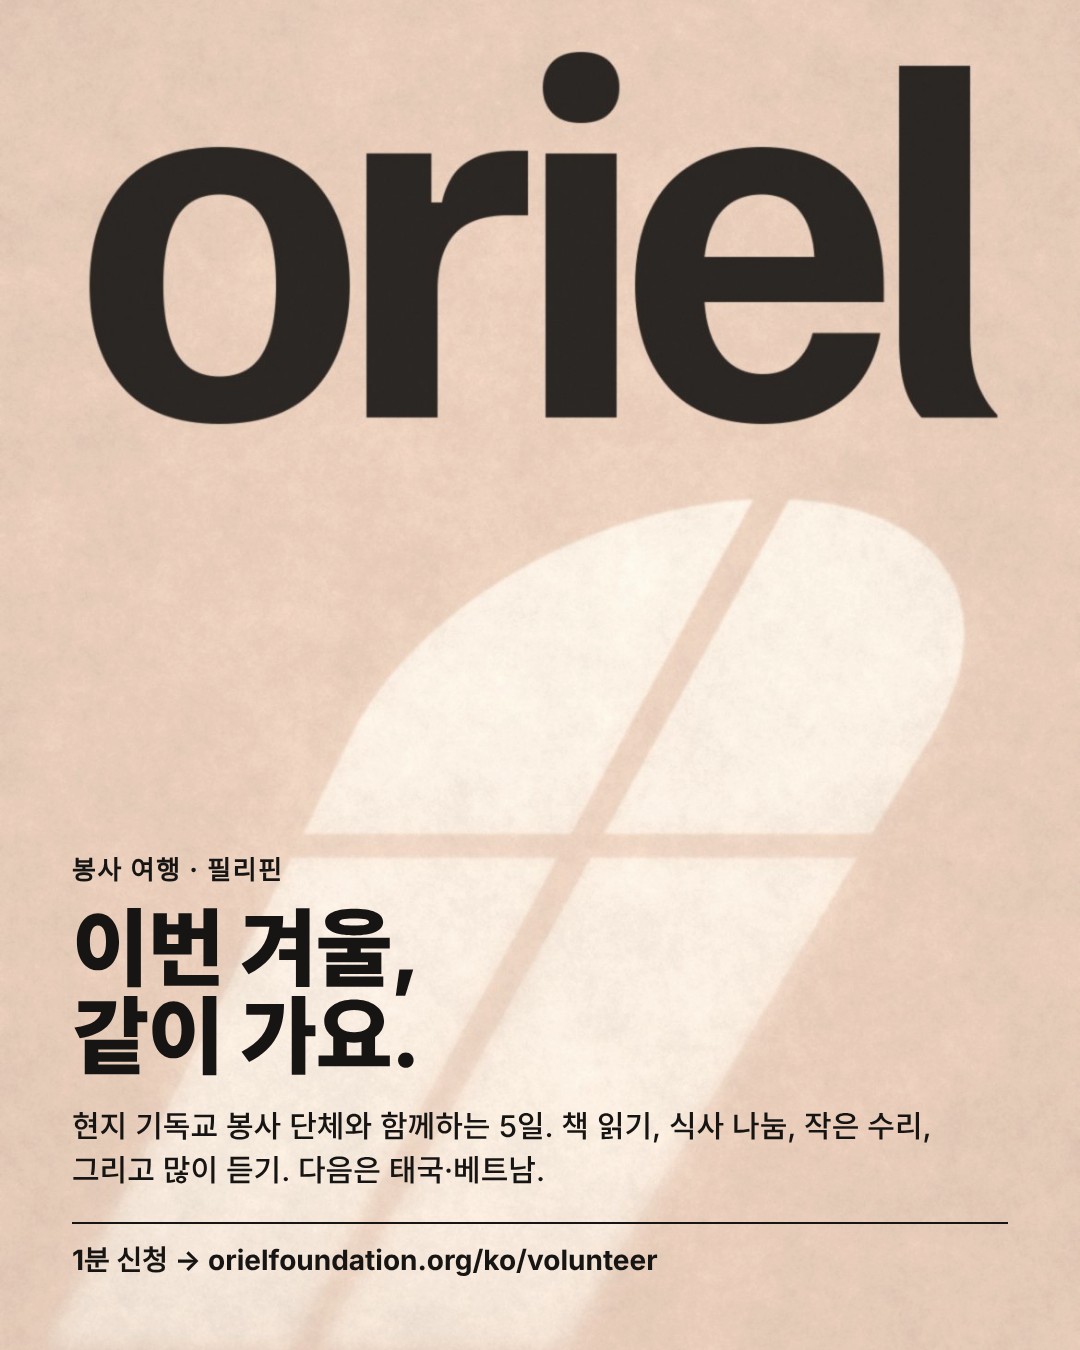 oriel
봉사 여행 · 필리핀
이번 겨울,
같이 가요.
현지 기독교 봉사 단체와 함께하는 5일. 책 읽기, 식사 나눔, 작은 수리,
그리고 많이 듣기. 다음은 태국·베트남.
1분 신청 → orielfoundation.org/ko/volunteer